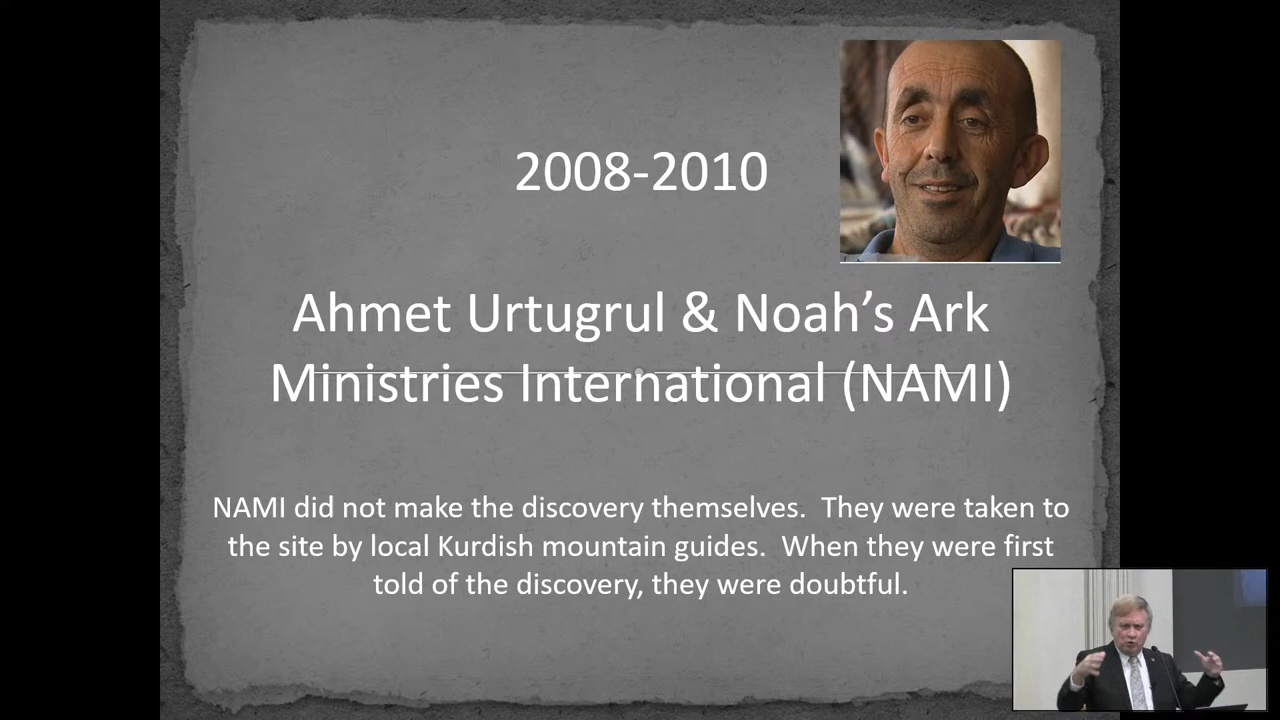 2008-2010
Ahmet Urtugrul & Noah’s Ark
Ministries International (NAMI)
NAMI did not make the discovery themselves.  They were taken to
the site by local Kurdish mountain guides.  When they were first
told of the discovery, they were doubtful.